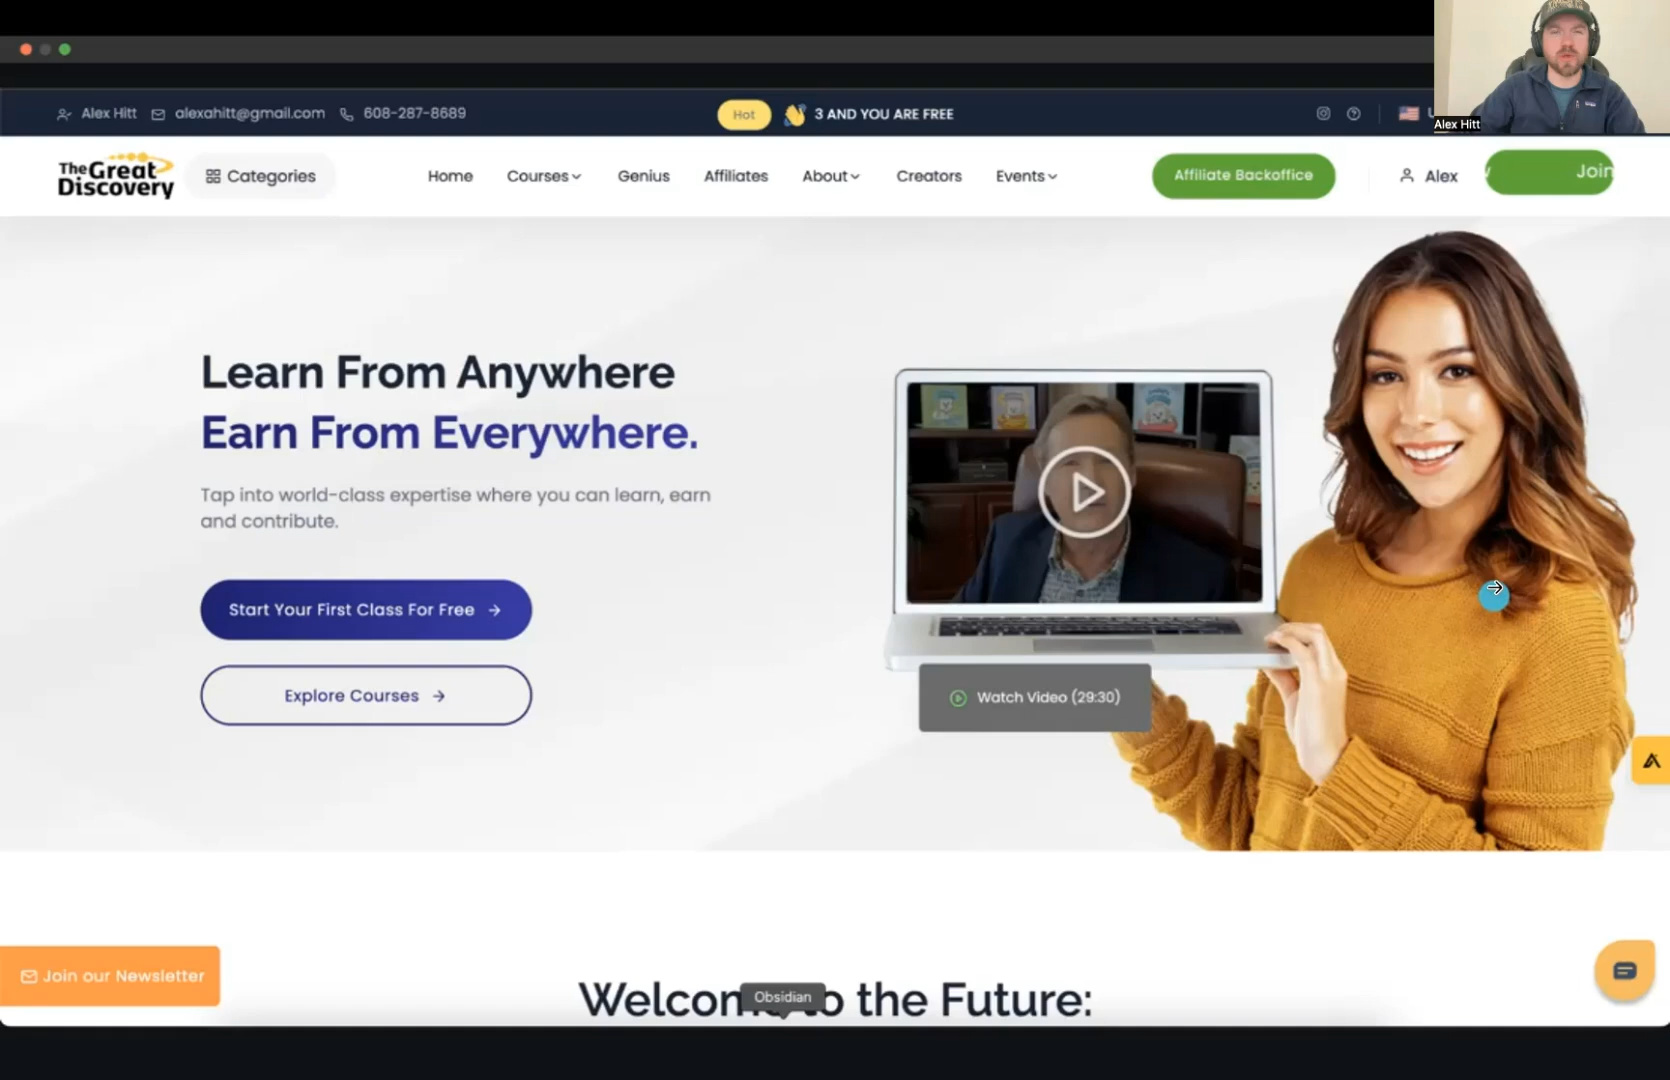 Alex Hitt
alexahitt@gmail.com
608-287-8689
Hot
3 AND YOU ARE FREE
Alex Hitt
TheGreat
Discovery
Categories
Home
Courses
Genius
Affiliates
About
Creators
Events
Affiliate Backoffice
Alex
Join
Learn From Anywhere
Earn From Everywhere.
Tap into world-class expertise where you can learn, earn
and contribute.
Start Your First Class For Free
Explore Courses
Watch Video (29:30)
Join our Newsletter
Obsidian
to the Future: